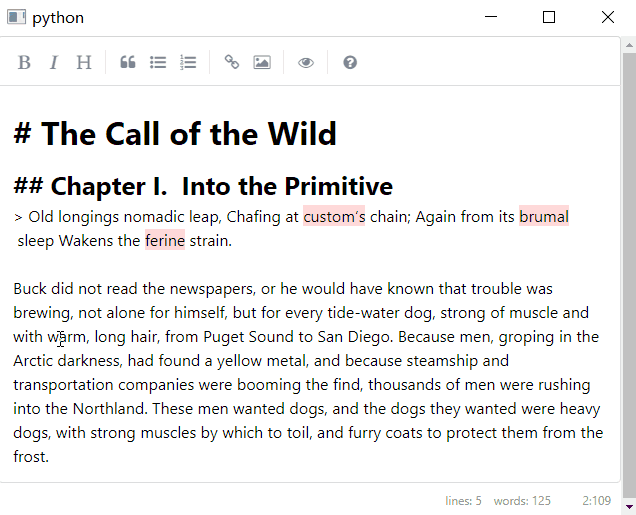 python
B I H
# The Call of the Wild
## Chapter I.  Into the Primitive
> Old longings nomadic leap, Chafing at custom’s chain; Again from its brumal
sleep Wakens the ferine strain.
Buck did not read the newspapers, or he would have known that trouble was
brewing, not alone for himself, but for every tide-water dog, strong of muscle and
with warm, long hair, from Puget Sound to San Diego. Because men, groping in the
Arctic darkness, had found a yellow metal, and because steamship and
transportation companies were booming the find, thousands of men were rushing
into the Northland. These men wanted dogs, and the dogs they wanted were heavy
dogs, with strong muscles by which to toil, and furry coats to protect them from the
frost.
lines: 5 words: 125 2:109